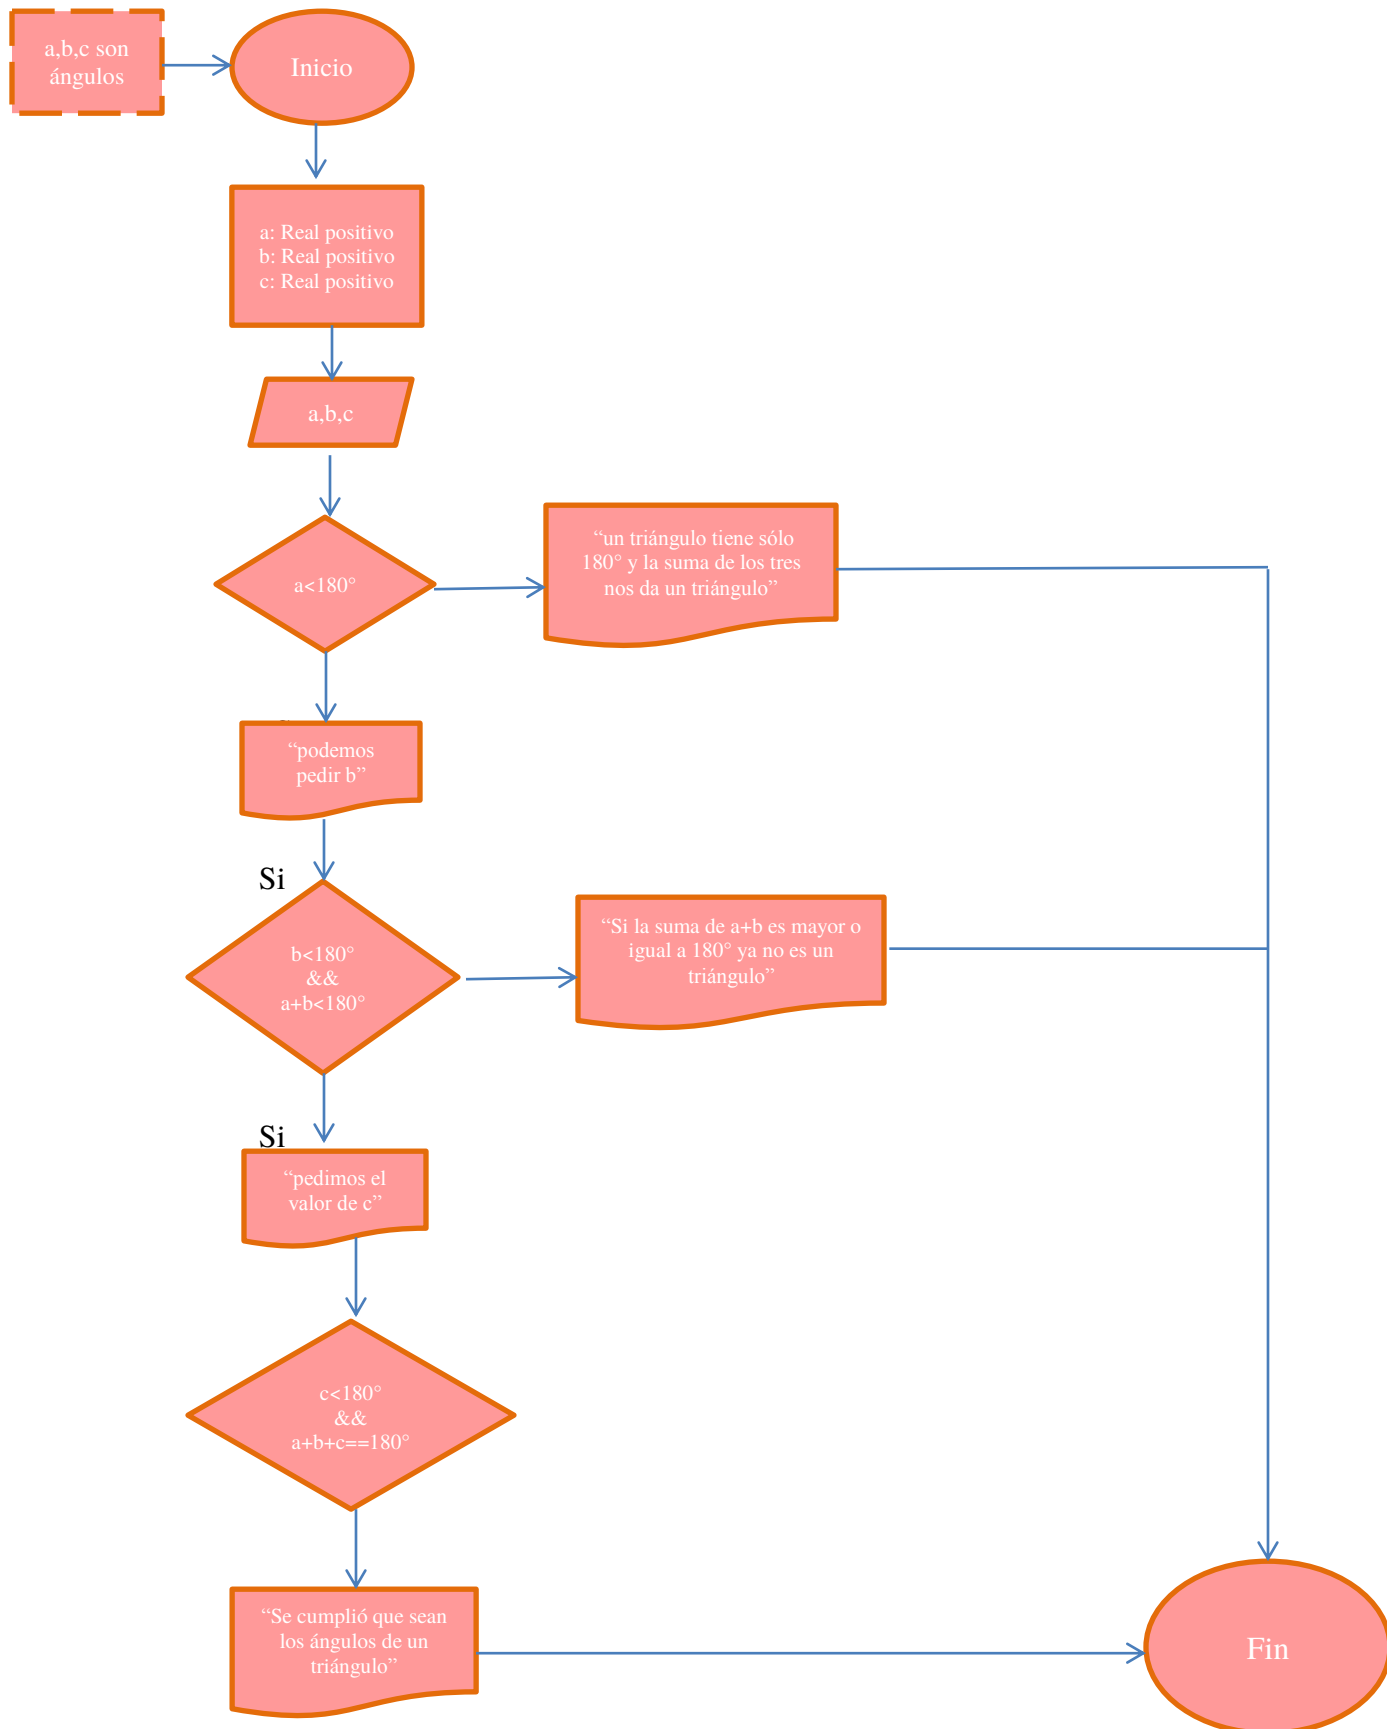 a,b,c son
ángulos
Inicio
a: Real positivo
b: Real positivo
c: Real positivo
a,b,c
a<180°
“un triángulo tiene sólo
180° y la suma de los tres
nos da un triángulo”
“podemos
pedir b”
Si
b<180°
&&
a+b<180°
“Si la suma de a+b es mayor o
igual a 180° ya no es un
triángulo”
Si
“pedimos el
valor de c”
c<180°
&&
a+b+c==180°
“Se cumplió que sean
los ángulos de un
triángulo”
Fin